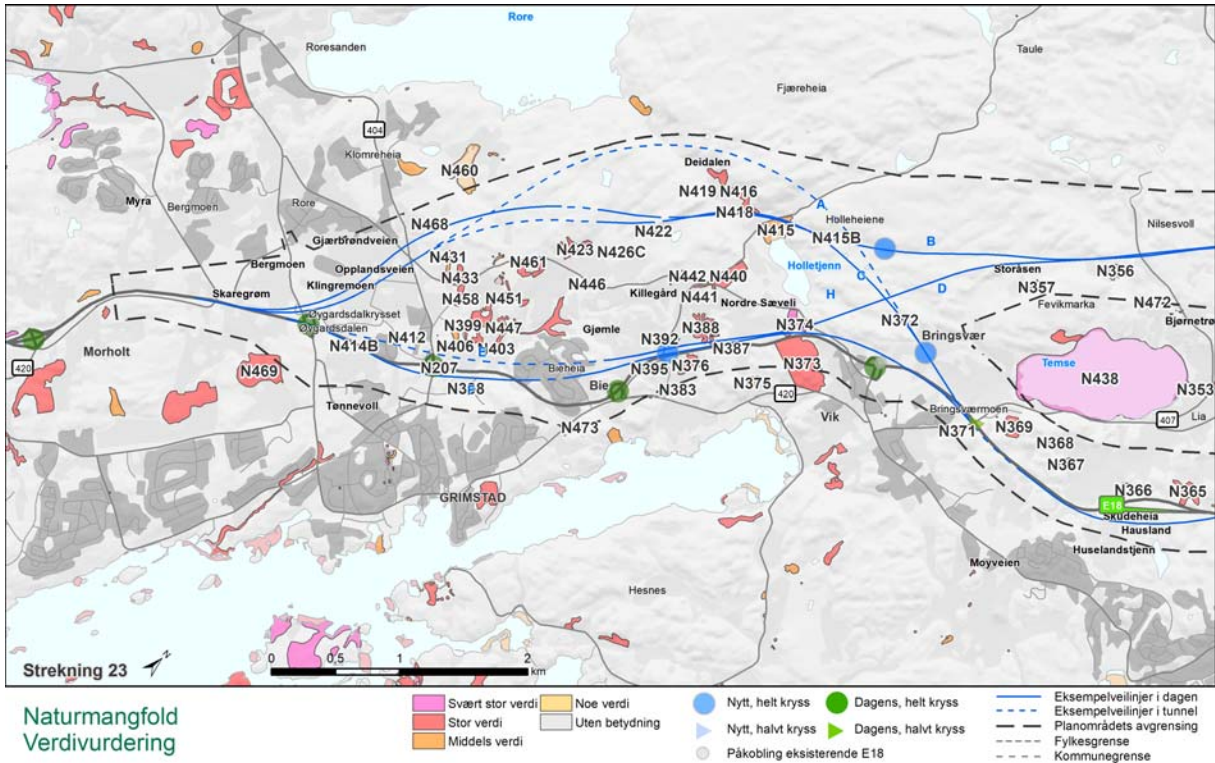 Rore
Roresanden
Taule
Fjæreheia
404
Klomreheia
N460
Deidalen
N419 N416
Myra
Bergmoen
Rore
A
N418
Holleheiene
N468
N415
Nilsesvoll
Gjærbrøndveien
N422
N415B
B
N423
N426C
N431
Bergmoen
Opplandsveien
N461
Holletjenn
Storåsen
N356
N433
N442 N440
C
Klingremoen
N446
Killegård
D
N357
Skaregrøm
N458 N451
N441
Nordre Sæveli
H
Fevikmarka
N472
Øygardsdalkrysset
N399
N447
N388
N374
N372
Bjørnetrø
Øygardsdalen
N412
Gjømle
N392
Bringsvær
N414B
N406
N403
N387
Morholt
Temse
420
N207
Bieheia
N395 N376
N373
N438
N469
N398
Bie
N383
N375
N353
420
Tønnevoll
Bringsværmoen
Lia
407
N473
Vik
N371
N369
N368
N367
GRIMSTAD
N366
N365
E18
Skudeheia
Hausland
Huselandstjenn
Moyveien
Hesnes
Strekning 23
N
0 0,5 1 2
km
Naturmangfold
Verdivurdering
Svært stor verdi
Stor verdi
Middels verdi
Noe verdi
Uten betydning
Nytt, helt kryss
Nytt, halvt kryss
Påkobling eksisterende E18
Dagens, helt kryss
Dagens, halvt kryss
Eksempelveilinjer i dagen
Eksempelveilinjer i tunnel
Planområdets avgrensing
Fylkesgrense
Kommunegrense